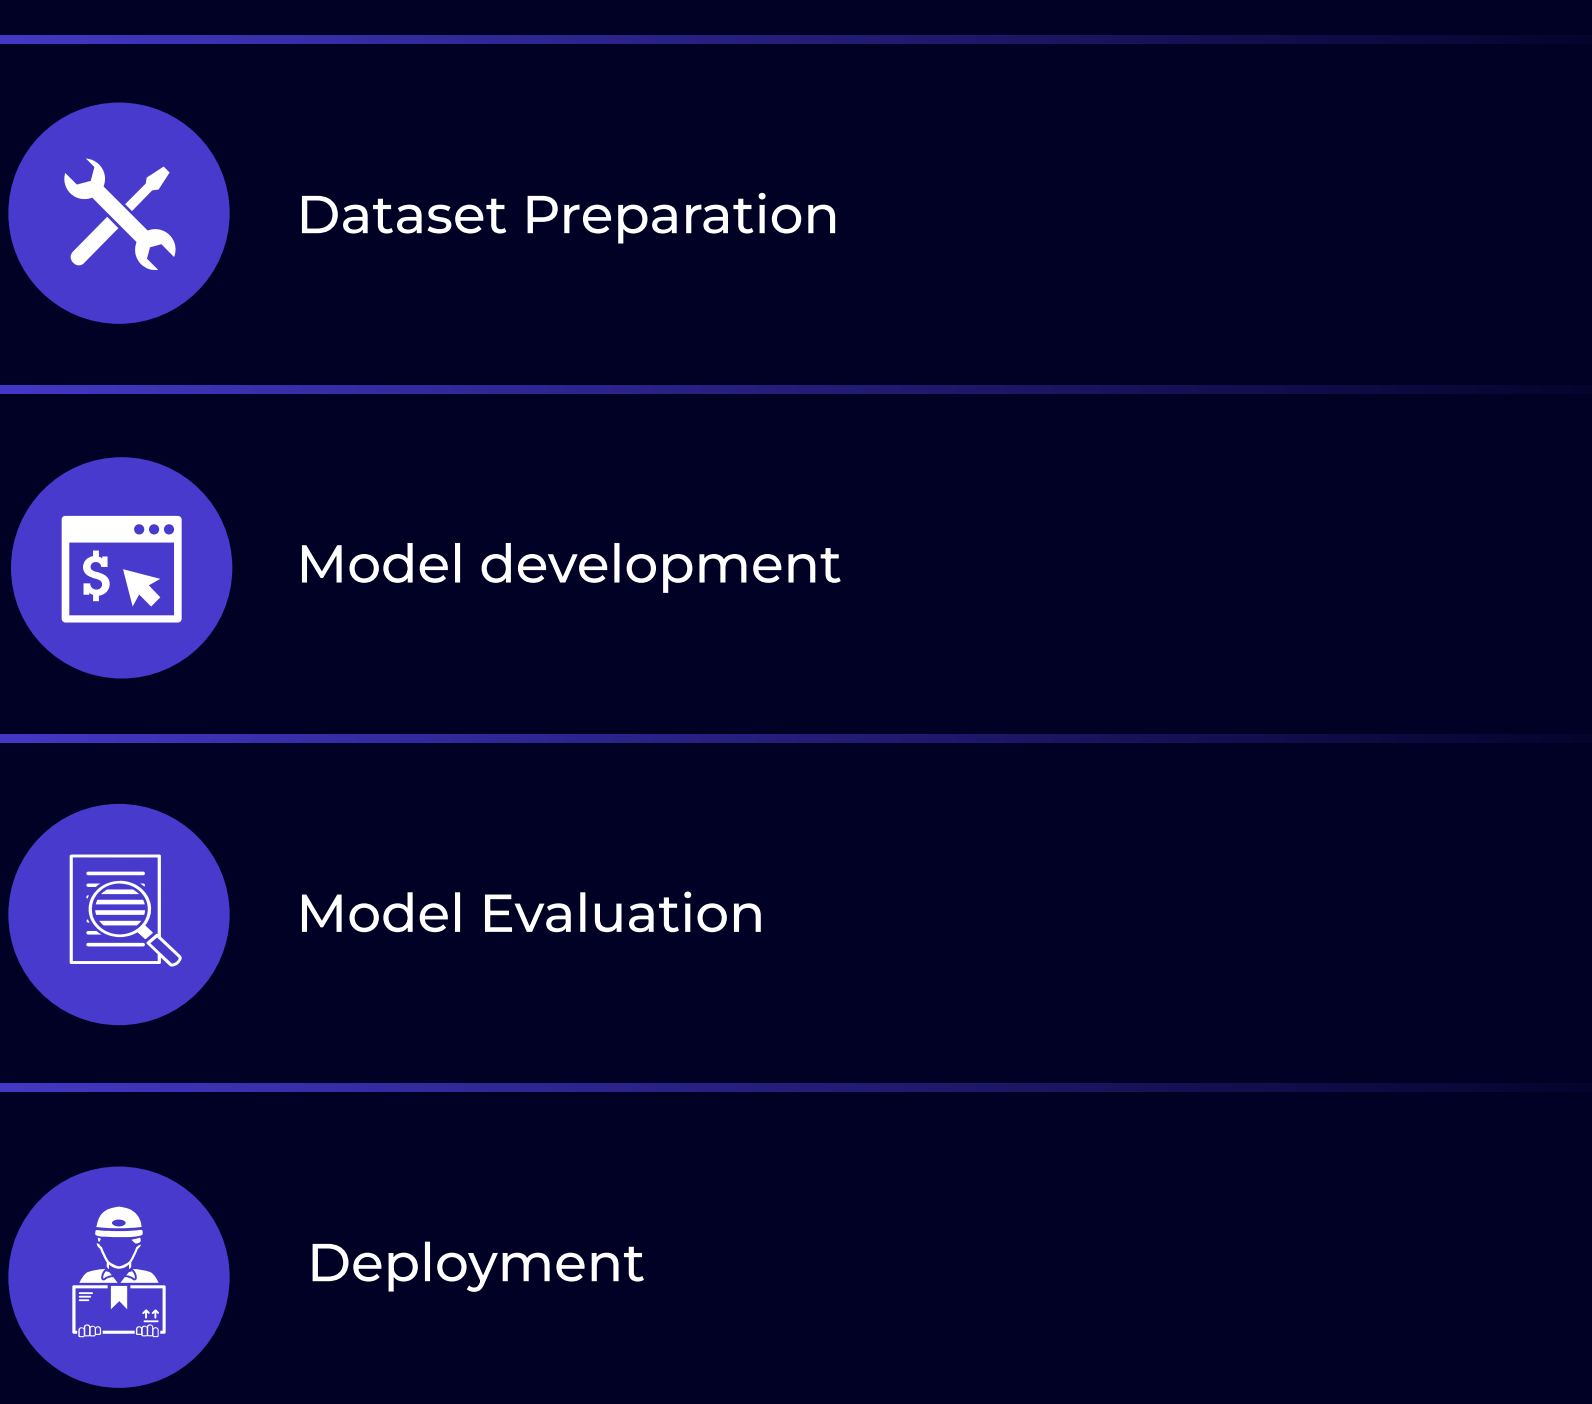 Dataset Preparation
$
Model development
Model Evaluation
Deployment